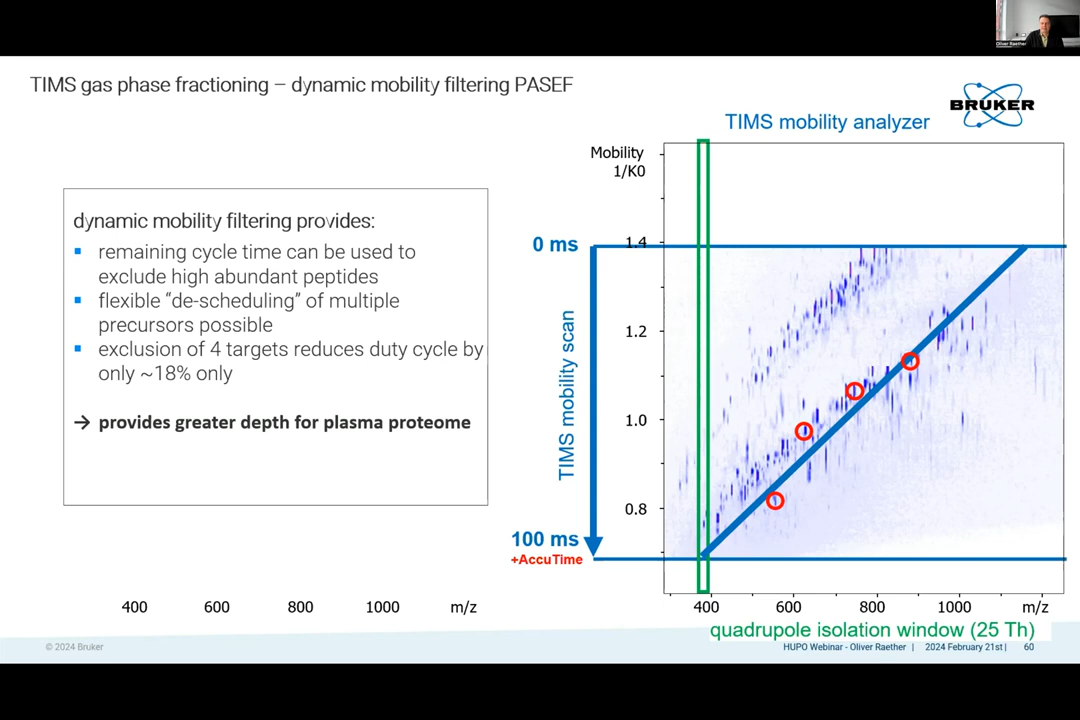 Oliver Raether
TIMS gas phase fractioning – dynamic mobility filtering PASEF
BRUKER
TIMS mobility analyzer
Mobility
1/K0
dynamic mobility filtering provides:
▪ remaining cycle time can be used to
exclude high abundant peptides
▪ flexible “de-scheduling” of multiple
precursors possible
▪ exclusion of 4 targets reduces duty cycle by
only ~18% only
→ provides greater depth for plasma proteome
0 ms
TIMS mobility scan
100 ms
+AccuTime
1.4
1.2
1.0
0.8
400 600 800 1000 m/z
400 600 800 1000 m/z
quadrupole isolation window (25 Th)
© 2024 Bruker
HUPO Webinar - Oliver Raether | 2024 February 21st | 60